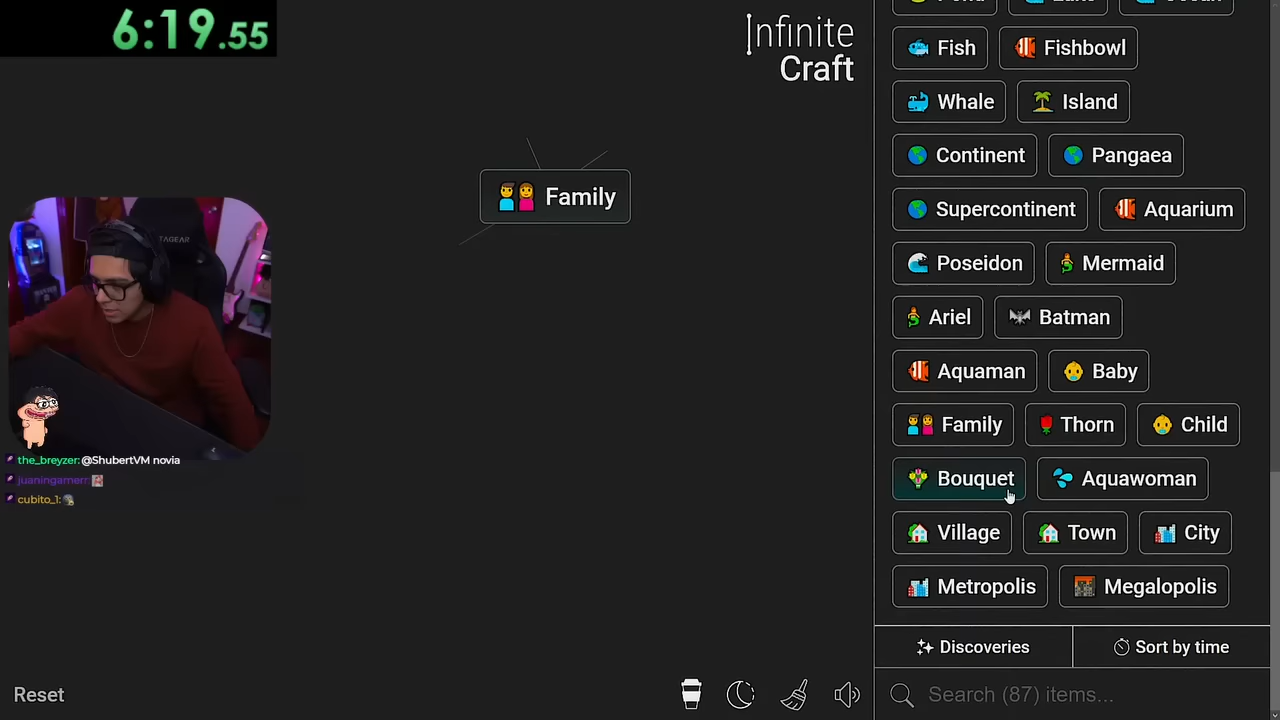 6:19.55
Infinite
Craft
Family
TAGEAR
the_breyzer: @ShubertVM novia
juaningamerr:
cubito_1:
Reset
Fish Fishbowl
Whale Island
Continent Pangaea
Supercontinent Aquarium
Poseidon Mermaid
Ariel Batman
Aquaman Baby
Family Thorn Child
Bouquet Aquawoman
Village Town City
Metropolis Megalopolis
Discoveries Sort by time
Search (87) items...